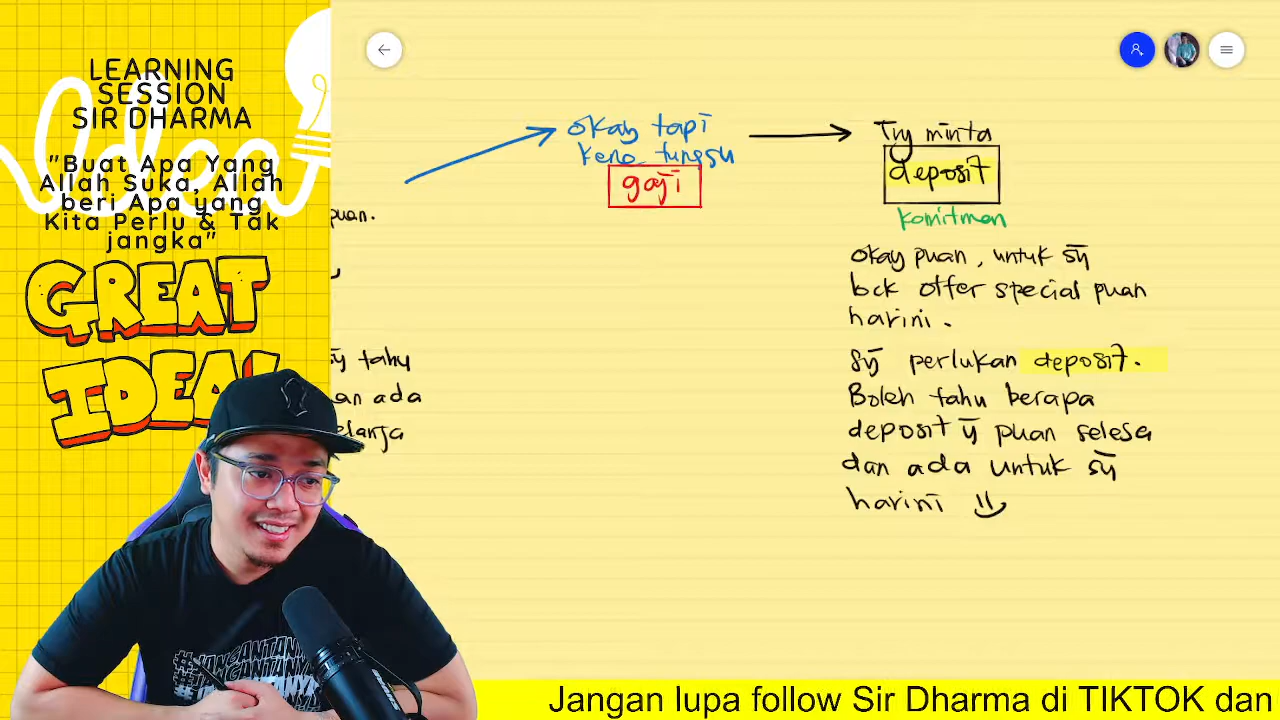 LEARNING
SESSION
SIR DHARMA
"Buat Apa Yang
Allah Suka, Allah
beri Apa yang
Kita Perlu & Tak
jangka"
GREAT
IDEA
okay tapi
kena tunggu
gaji
Try minta
deposit
komitmen
okay puan, untuk sy
lock offer special puan
harini.
sy perlukan deposit.
Boleh tahu berapa
deposit y puan selesa
dan ada untuk sy
harini
puan.
sy tahu
an ada
elanja
#JANGANTANYA
Jangan lupa follow Sir Dharma di TIKTOK dan